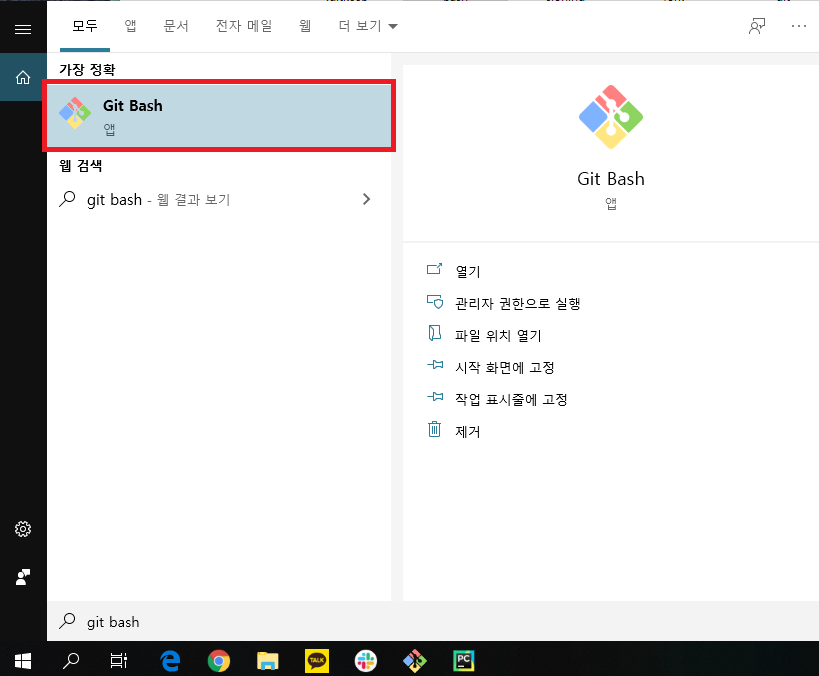 모두 앱 문서 전자 메일 웹 더 보기
가장 정확
Git Bash
앱
웹 검색
git bash - 웹 결과 보기
Git Bash
앱
열기
관리자 권한으로 실행
파일 위치 열기
시작 화면에 고정
작업 표시줄에 고정
제거
git bash
TALK
PC